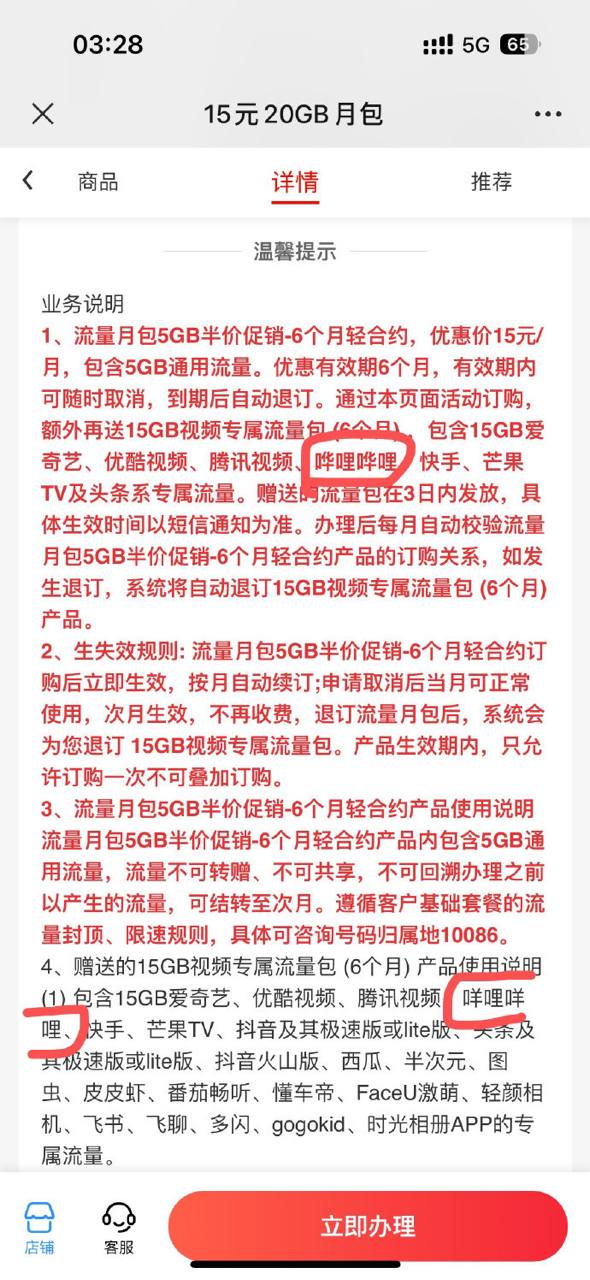 03:28
5G 65
15元20GB月包
商品 详情 推荐
温馨提示
业务说明
1、流量月包5GB半价促销-6个月轻合约，优惠价15元/
月，包含5GB通用流量。优惠有效期6个月，有效期内
可随时取消，到期后自动退订。通过本页面活动订购，
额外再送15GB视频专属流量包 (6个月) ，包含15GB爱
奇艺、优酷视频、腾讯视频、哗哩哗哩 快手、芒果
TV及头条系专属流量。赠送的流量包在3日内发放，具
体生效时间以短信通知为准。办理后每月自动校验流量
月包5GB半价促销-6个月轻合约产品的订购关系，如发
生退订，系统将自动退订15GB视频专属流量包 (6个月)
产品。
2、生失效规则: 流量月包5GB半价促销-6个月轻合约订
购后立即生效，按月自动续订;申请取消后当月可正常
使用，次月生效，不再收费，退订流量月包后，系统会
为您退订 15GB视频专属流量包。产品生效期内，只允
许订购一次不可叠加订购。
3、流量月包5GB半价促销-6个月轻合约产品使用说明
流量月包5GB半价促销-6个月轻合约产品内包含5GB通
用流量，流量不可转赠、不可共享，不可回溯办理之前
以产生的流量，可结转至次月。遵循客户基础套餐的流
量封顶、限速规则，具体可咨询号码归属地10086。
4、赠送的15GB视频专属流量包 (6个月) 产品使用说明
(1) 包含15GB爱奇艺、优酷视频、腾讯视频 咩哩咩
哩、快手、芒果TV、抖音及其极速版或lite版、头条及
其极速版或lite版、抖音火山版、西瓜、半次元、图
虫、皮皮虾、番茄畅听、懂车帝、FaceU激萌、轻颜相
机、飞书、飞聊、多闪、gogokid、时光相册APP的专
属流量。
店铺 客服 立即办理